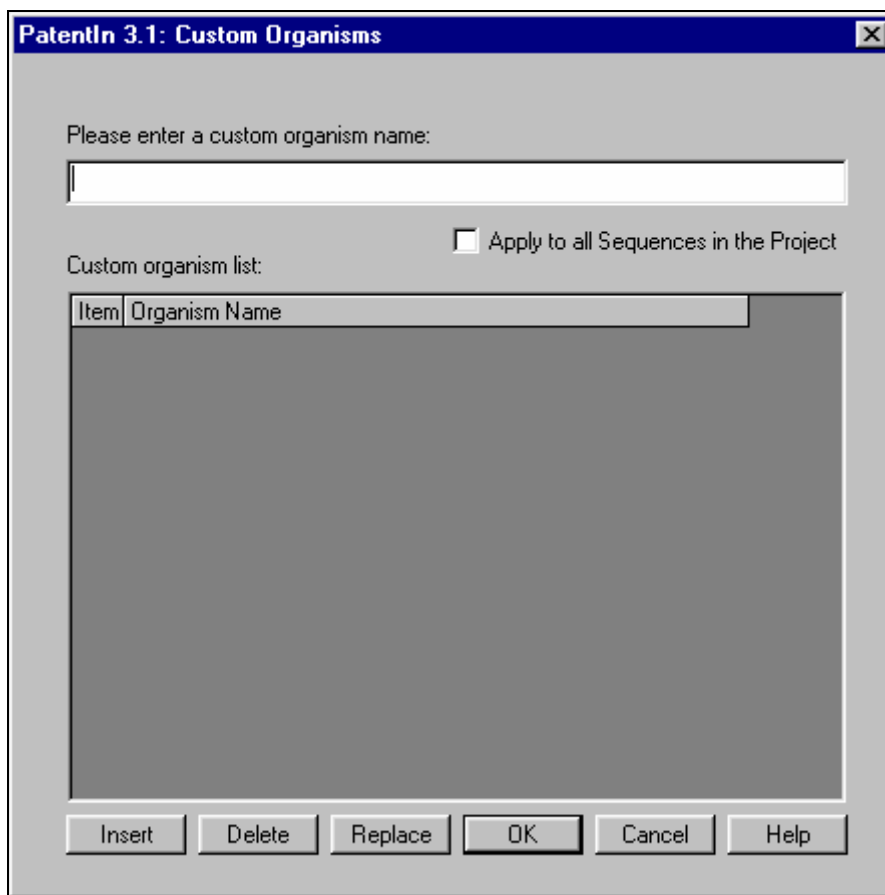 PatentIn 3.1: Custom Organisms
Please enter a custom organism name:
Apply to all Sequences in the Project
Custom organism list:
Item Organism Name
Insert Delete Replace OK Cancel Help